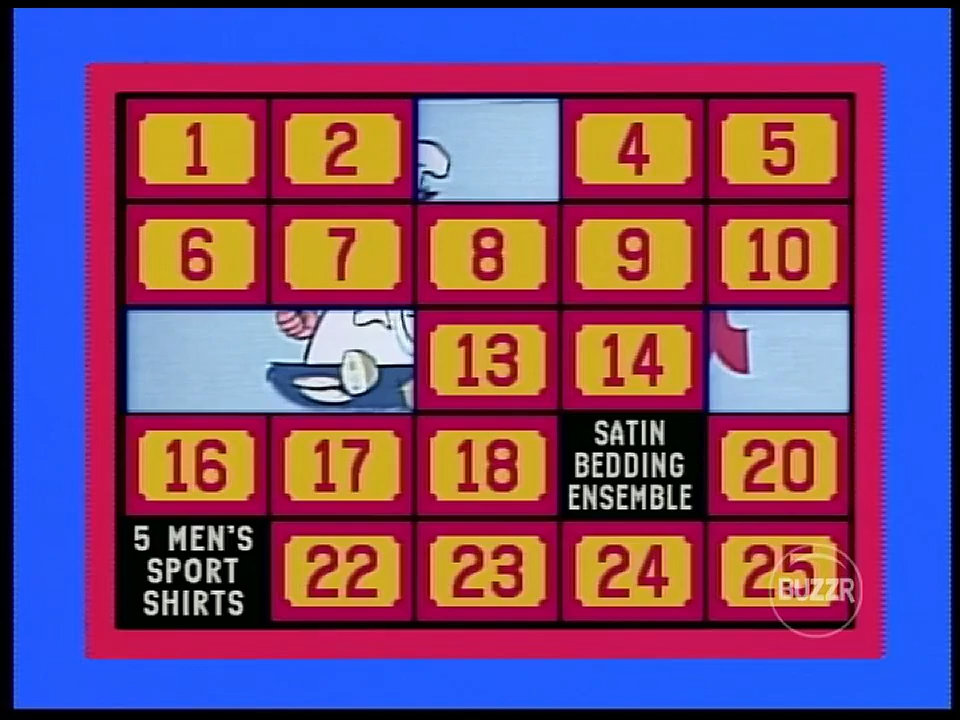 1 2 4 5
6 7 8 9 10
13 14
16 17 18 SATIN BEDDING ENSEMBLE 20
5 MEN'S SPORT SHIRTS 22 23 24 25
BUZZR